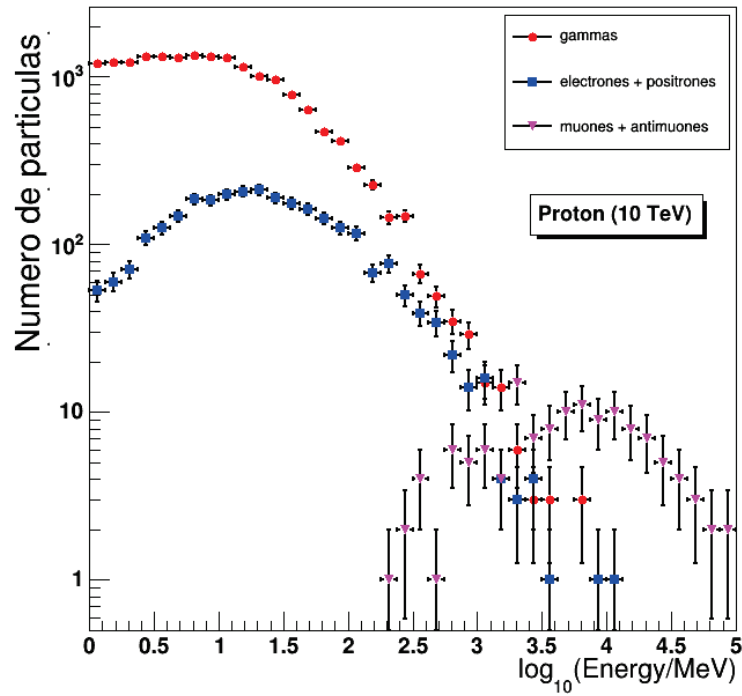 Numero de particulas
10³
10²
10
1
gammas
electrones + positrones
muones + antimuones
Proton (10 TeV)
0 0.5 1 1.5 2 2.5 3 3.5 4 4.5 5
log₁₀(Energy/MeV)